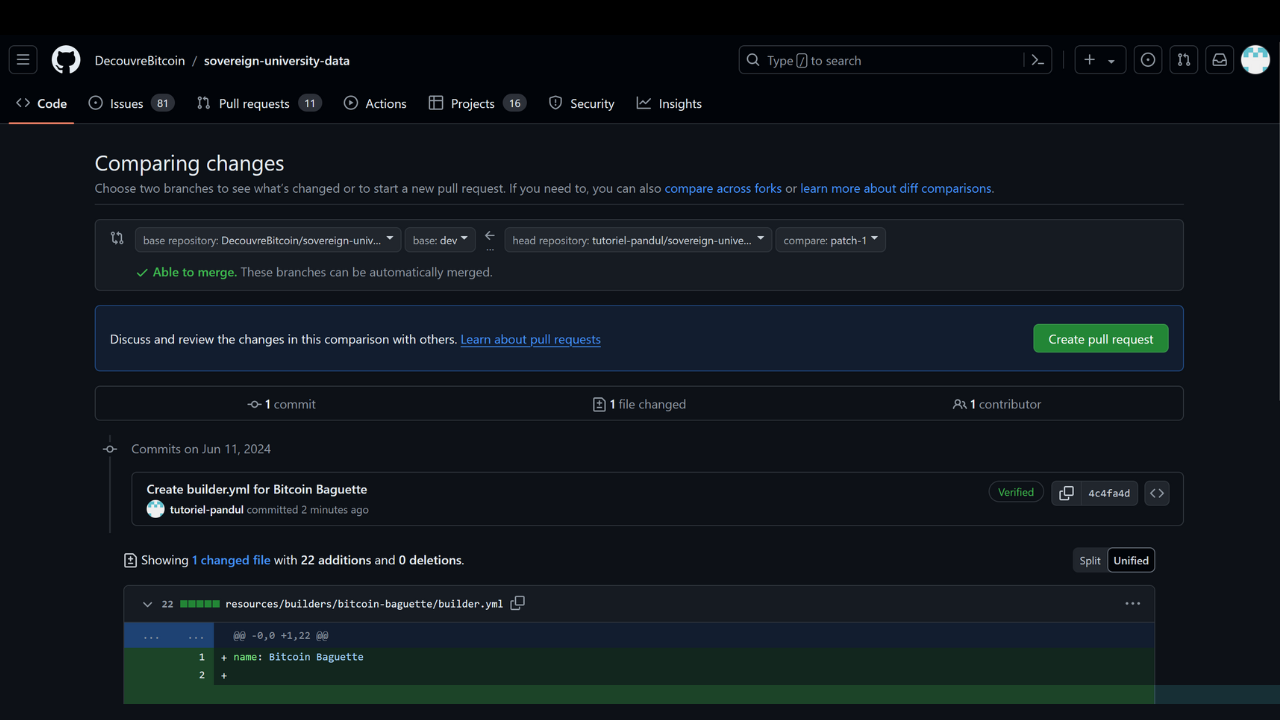 DecouvreBitcoin / sovereign-university-data
Type / to search
Code Issues 81 Pull requests 11 Actions Projects 16 Security Insights
Comparing changes
Choose two branches to see what's changed or to start a new pull request. If you need to, you can also compare across forks or learn more about diff comparisons.
base repository: DecouvreBitcoin/sovereign-univ... base: dev ... head repository: tutoriel-pandul/sovereign-unive... compare: patch-1
Able to merge. These branches can be automatically merged.
Discuss and review the changes in this comparison with others. Learn about pull requests Create pull request
1 commit 1 file changed 1 contributor
Commits on Jun 11, 2024
Create builder.yml for Bitcoin Baguette
tutoriel-pandul committed 2 minutes ago
Verified 4c4fa4d
Showing 1 changed file with 22 additions and 0 deletions.
Split Unified
22 resources/builders/bitcoin-baguette/builder.yml
... ... @@ -0,0 +1,22 @@
1 + name: Bitcoin Baguette
2 +